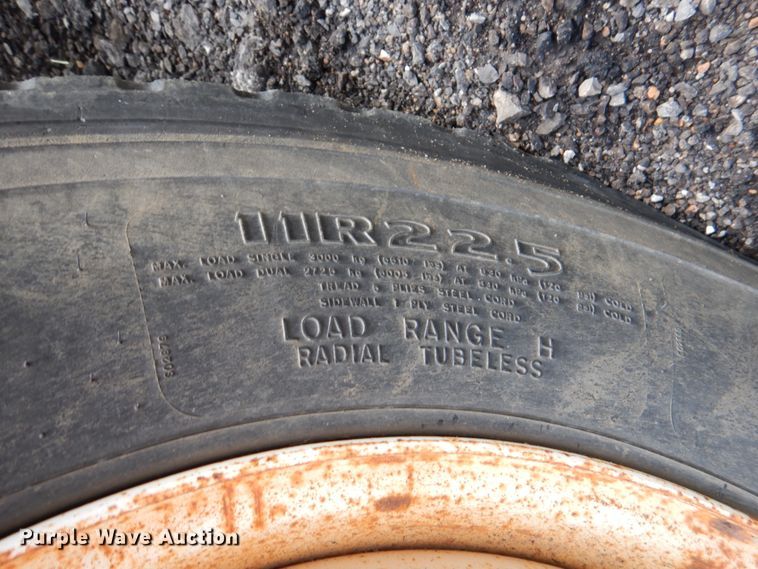 11R22.5
MAX. LOAD SINGLE 3000 kg (6610 LBS) AT 830 kPa (120 PSI) COLD
MAX. LOAD DUAL 2725 kg (6005 LBS) AT 830 kPa (120 PSI) COLD
TREAD 5 PLIES STEEL CORD
SIDEWALL 1 PLY STEEL CORD
LOAD RANGE H
RADIAL TUBELESS
Purple Wave Auction